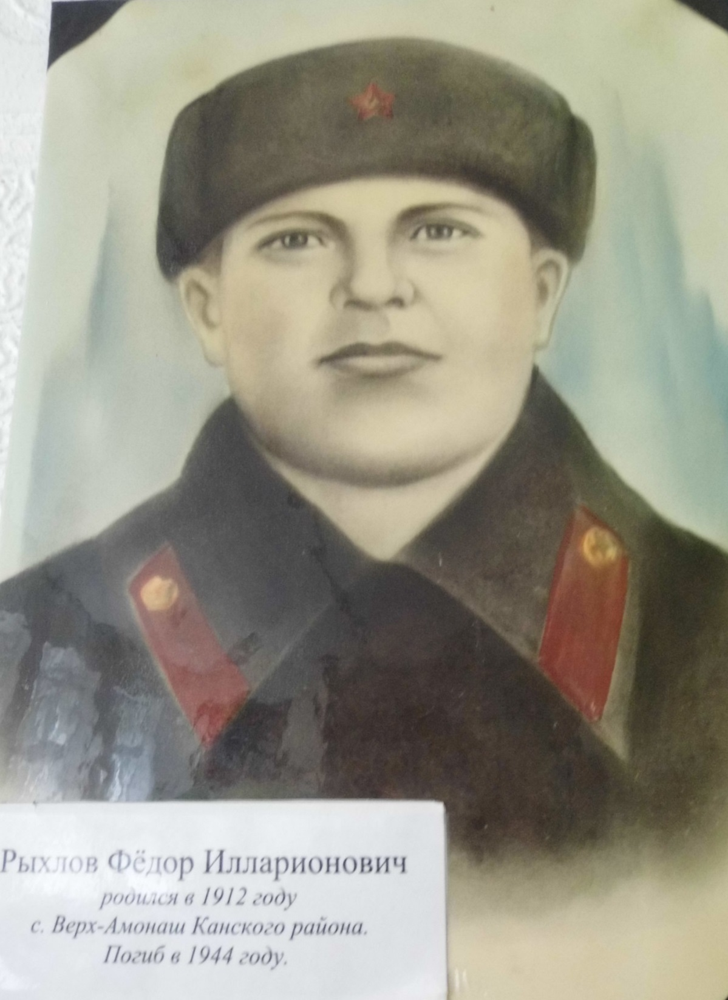 Рыхлов Фёдор Илларионович
родился в 1912 году
с. Верх-Амонаш Канского района.
Погиб в 1944 году.